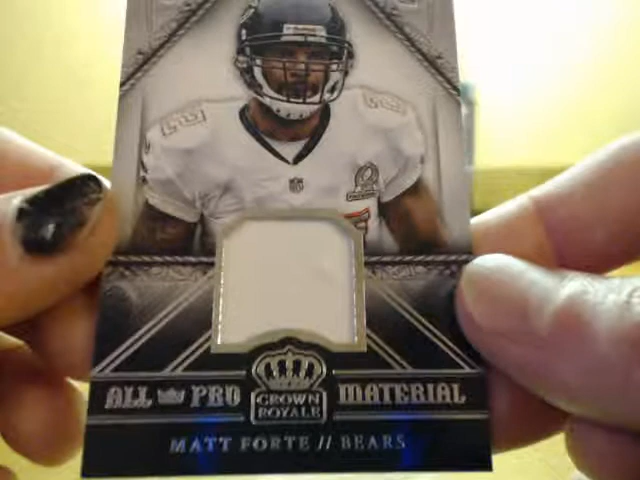 ALL PRO MATERIAL
CROWN
ROYALE
MATT FORTE // BEARS